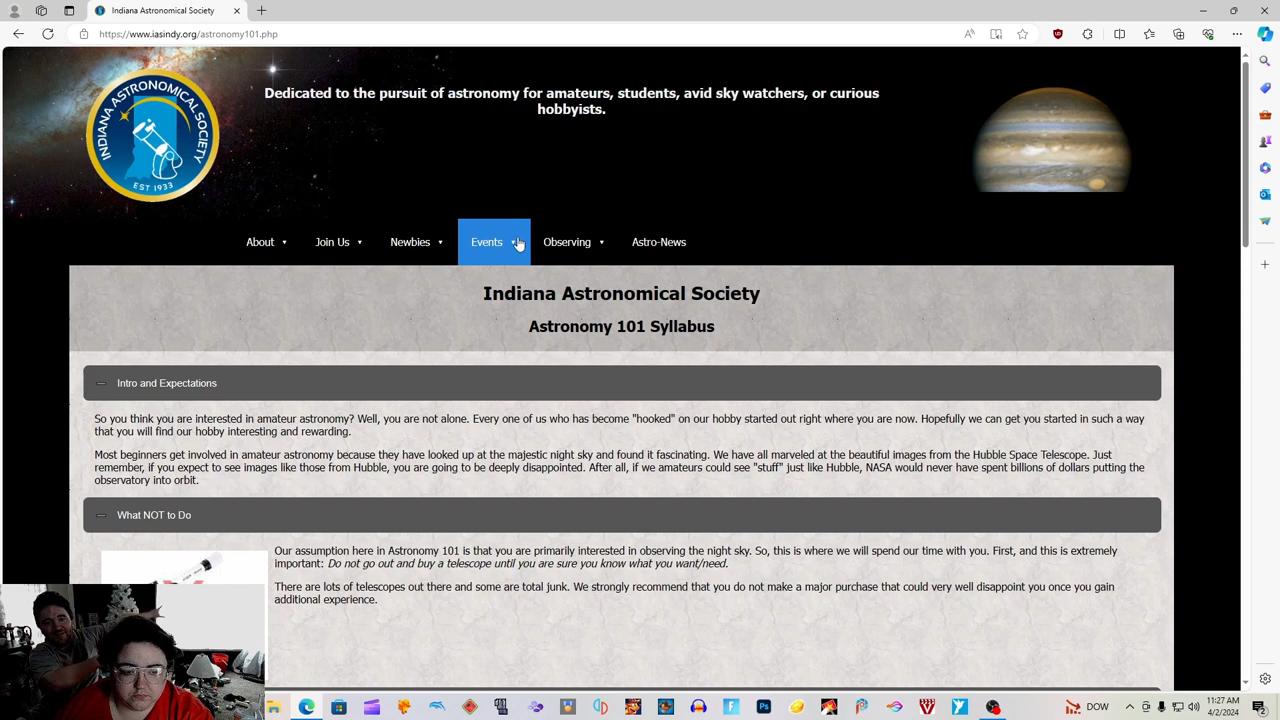 Indiana Astronomical Society
https://www.iasindy.org/astronomy101.php
INDIANA ASTRONOMICAL SOCIETY
EST 1933
Dedicated to the pursuit of astronomy for amateurs, students, avid sky watchers, or curious
hobbyists.
About ▾ Join Us ▾ Newbies ▾ Events Observing ▾ Astro-News
Indiana Astronomical Society
Astronomy 101 Syllabus
Intro and Expectations
So you think you are interested in amateur astronomy? Well, you are not alone. Every one of us who has become "hooked" on our hobby started out right where you are now. Hopefully we can get you started in such a way
that you will find our hobby interesting and rewarding.
Most beginners get involved in amateur astronomy because they have looked up at the majestic night sky and found it fascinating. We have all marveled at the beautiful images from the Hubble Space Telescope. Just
remember, if you expect to see images like those from Hubble, you are going to be deeply disappointed. After all, if we amateurs could see "stuff" just like Hubble, NASA would never have spent billions of dollars putting the
observatory into orbit.
What NOT to Do
Our assumption here in Astronomy 101 is that you are primarily interested in observing the night sky. So, this is where we will spend our time with you. First, and this is extremely
important: Do not go out and buy a telescope until you are sure you know what you want/need.
There are lots of telescopes out there and some are total junk. We strongly recommend that you do not make a major purchase that could very well disappoint you once you gain
additional experience.
DOW
11:27 AM
4/2/2024